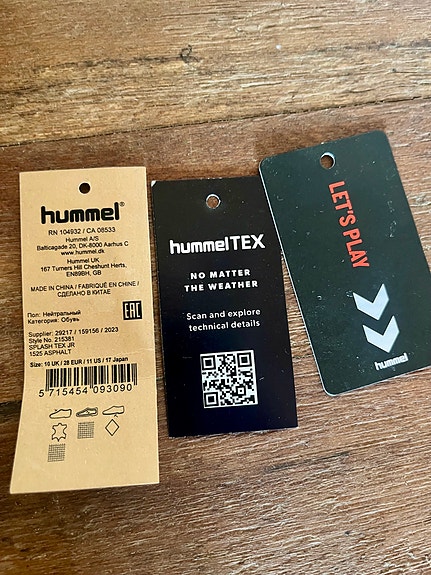 hummel®
RN 104932 / CA 08533
Hummel A/S
Balticagade 20, DK-8000 Aarhus C
www.hummel.dk
Hummel UK
167 Turners Hill Cheshunt Herts,
EN89BH, GB
MADE IN CHINA / FABRIQUÉ EN CHINE /
СДЕЛАНО В КИТАЕ
Пол: Нейтральный
Категория: Обувь
EAC
Supplier: 29217 / 159156 / 2023
Style No. 215381
SPLASH TEX JR
1525 ASPHALT
Size: 10 UK / 28 EUR / 11 US / 17 Japan
5715454093090
hummelTEX
NO MATTER
THE WEATHER
Scan and explore
technical details
LET'S PLAY
hummel